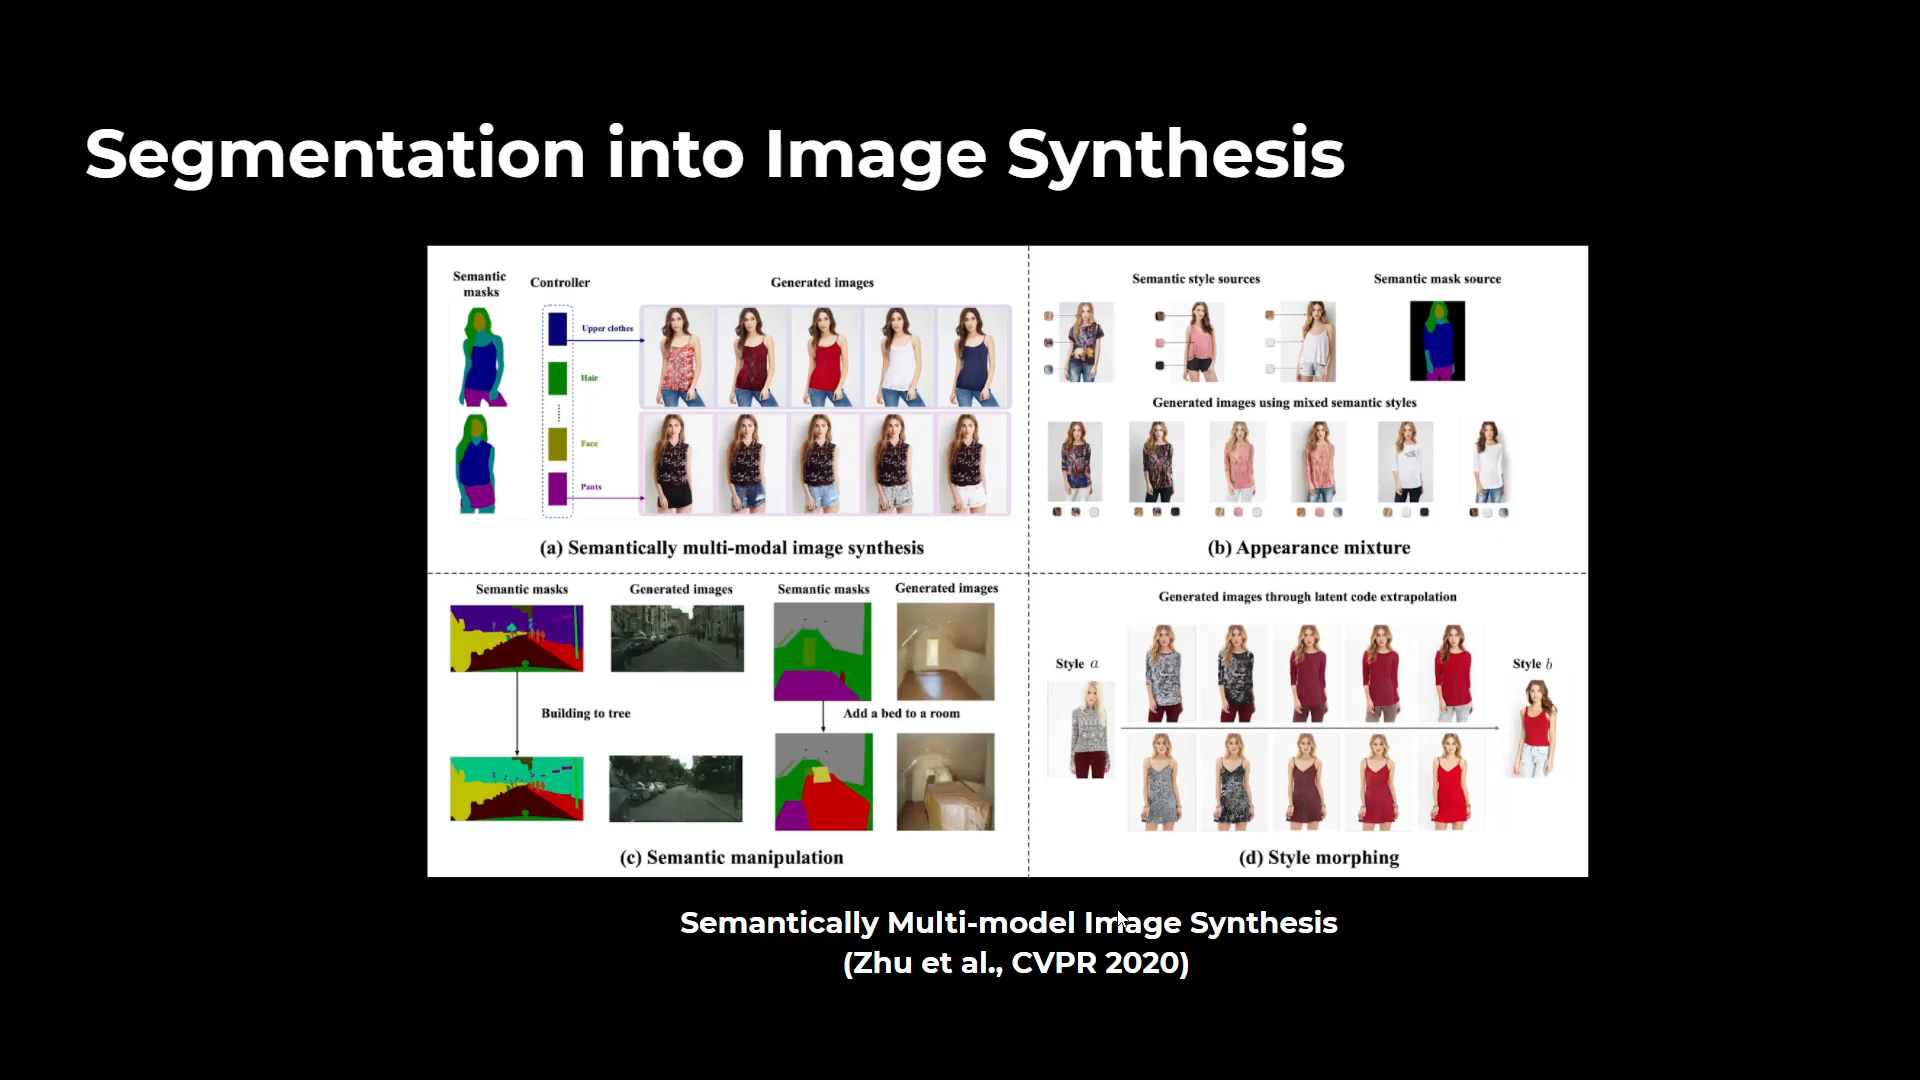 Segmentation into Image Synthesis
Semantic
masks
Controller
Generated images
Upper clothes
Hair
Face
Pants
(a) Semantically multi-modal image synthesis
Semantic style sources
Semantic mask source
Generated images using mixed semantic styles
(b) Appearance mixture
Semantic masks
Generated images
Semantic masks
Generated images
Building to tree
Add a bed to a room
(c) Semantic manipulation
Generated images through latent code extrapolation
Style a
Style b
(d) Style morphing
Semantically Multi-model Image Synthesis
(Zhu et al., CVPR 2020)